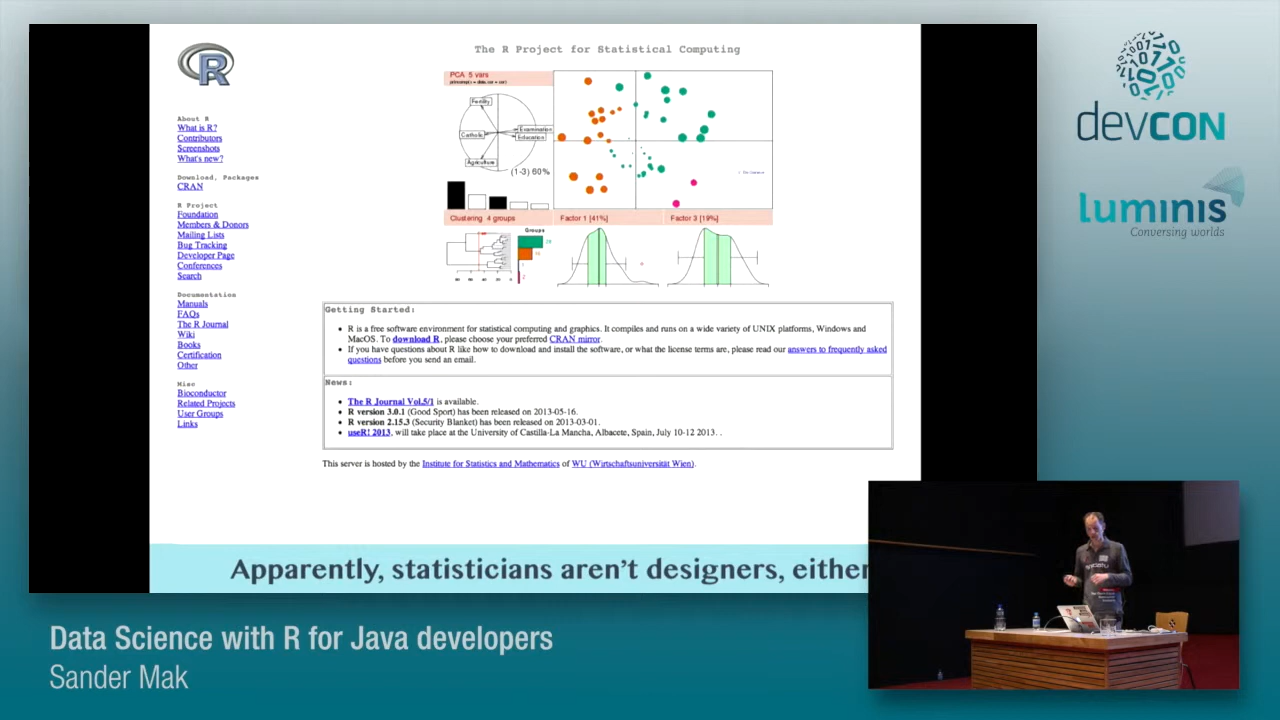 The R Project for Statistical Computing
R
About R
What is R?
Contributors
Screenshots
What's new?
Download, Packages
CRAN
R Project
Foundation
Members & Donors
Mailing Lists
Bug Tracking
Developer Page
Conferences
Search
Documentation
Manuals
FAQs
The R Journal
Wiki
Books
Certification
Other
Misc
Bioconductor
Related Projects
User Groups
Links
PCA 5 vars
Fertility
Catholic
Examination
Education
Agriculture
(1-3) 60%
Clustering 4 groups
Factor 1 [41%]
Factor 3 [19%]
Groups
Getting Started:
R is a free software environment for statistical computing and graphics. It compiles and runs on a wide variety of UNIX platforms, Windows and
MacOS. To download R, please choose your preferred CRAN mirror.
If you have questions about R like how to download and install the software, or what the license terms are, please read our answers to frequently asked
questions before you send an email.
News:
The R Journal Vol.5/1 is available.
R version 3.0.1 (Good Sport) has been released on 2013-05-16.
R version 2.15.3 (Security Blanket) has been released on 2013-03-01.
useR! 2013, will take place at the University of Castilla-La Mancha, Albacete, Spain, July 10-12 2013. .
This server is hosted by the Institute for Statistics and Mathematics of WU (Wirtschaftsuniversität Wien).
Apparently, statisticians aren't designers, either
devCON
luminis
Conversing worlds
Data Science with R for Java developers
Sander Mak